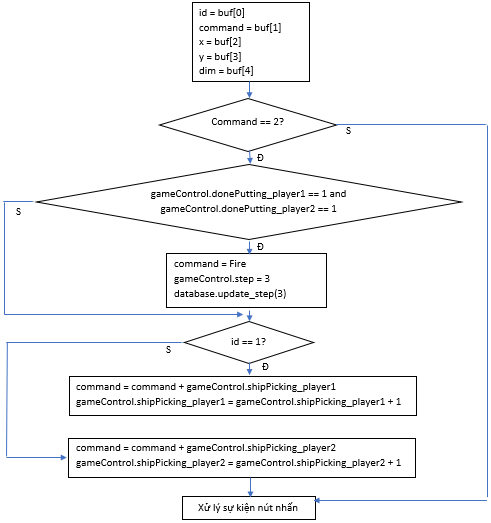 id = buf[0]
command = buf[1]
x = buf[2]
y = buf[3]
dim = buf[4]
Command == 2?
S
Đ
gameControl.donePutting_player1 == 1 and
gameControl.donePutting_player2 == 1
S
Đ
command = Fire
gameControl.step = 3
database.update_step(3)
id == 1?
S
Đ
command = command + gameControl.shipPicking_player1
gameControl.shipPicking_player1 = gameControl.shipPicking_player1 + 1
command = command + gameControl.shipPicking_player2
gameControl.shipPicking_player2 = gameControl.shipPicking_player2 + 1
Xử lý sự kiện nút nhấn